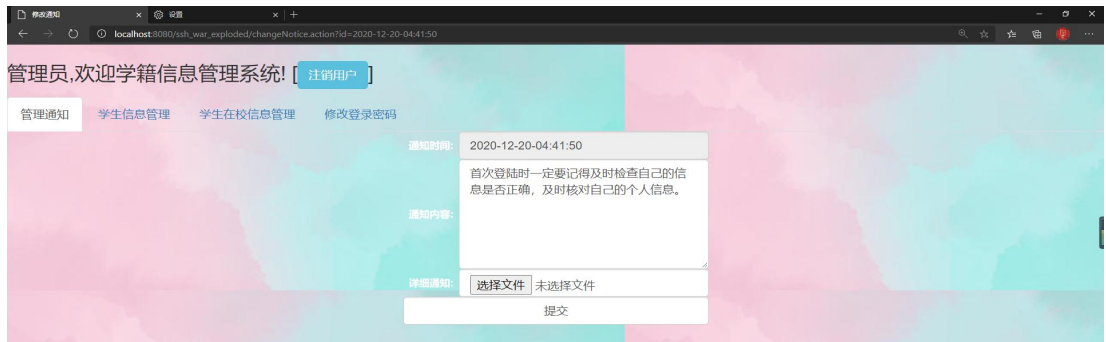 修改通知
设置
localhost:8080/ssh_war_exploded/changeNotice.action?id=2020-12-20-04:41:50
管理员,欢迎学籍信息管理系统! [注销用户]
管理通知 学生信息管理 学生在校信息管理 修改登录密码
通知时间: 2020-12-20-04:41:50
首次登陆时一定要记得及时检查自己的信
息是否正确，及时核对自己的个人信息。
通知内容:
详细通知: 选择文件 未选择文件
提交